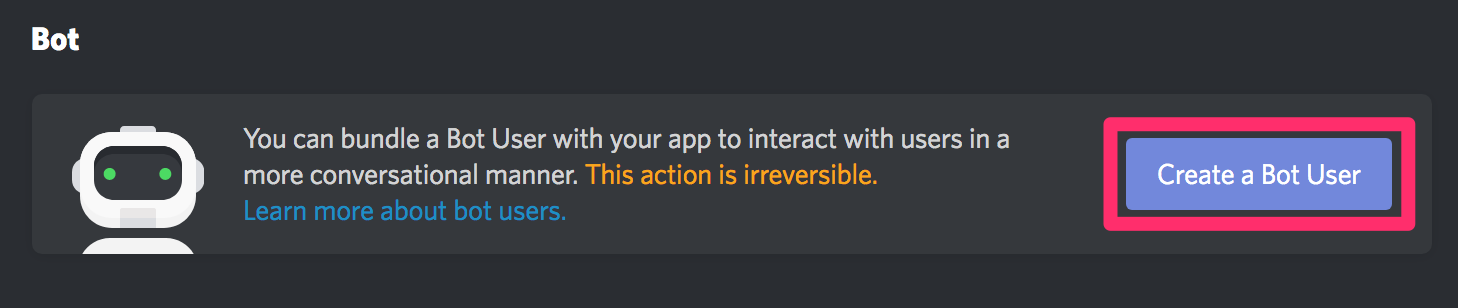 Bot
You can bundle a Bot User with your app to interact with users in a
more conversational manner. This action is irreversible.
Learn more about bot users.
Create a Bot User